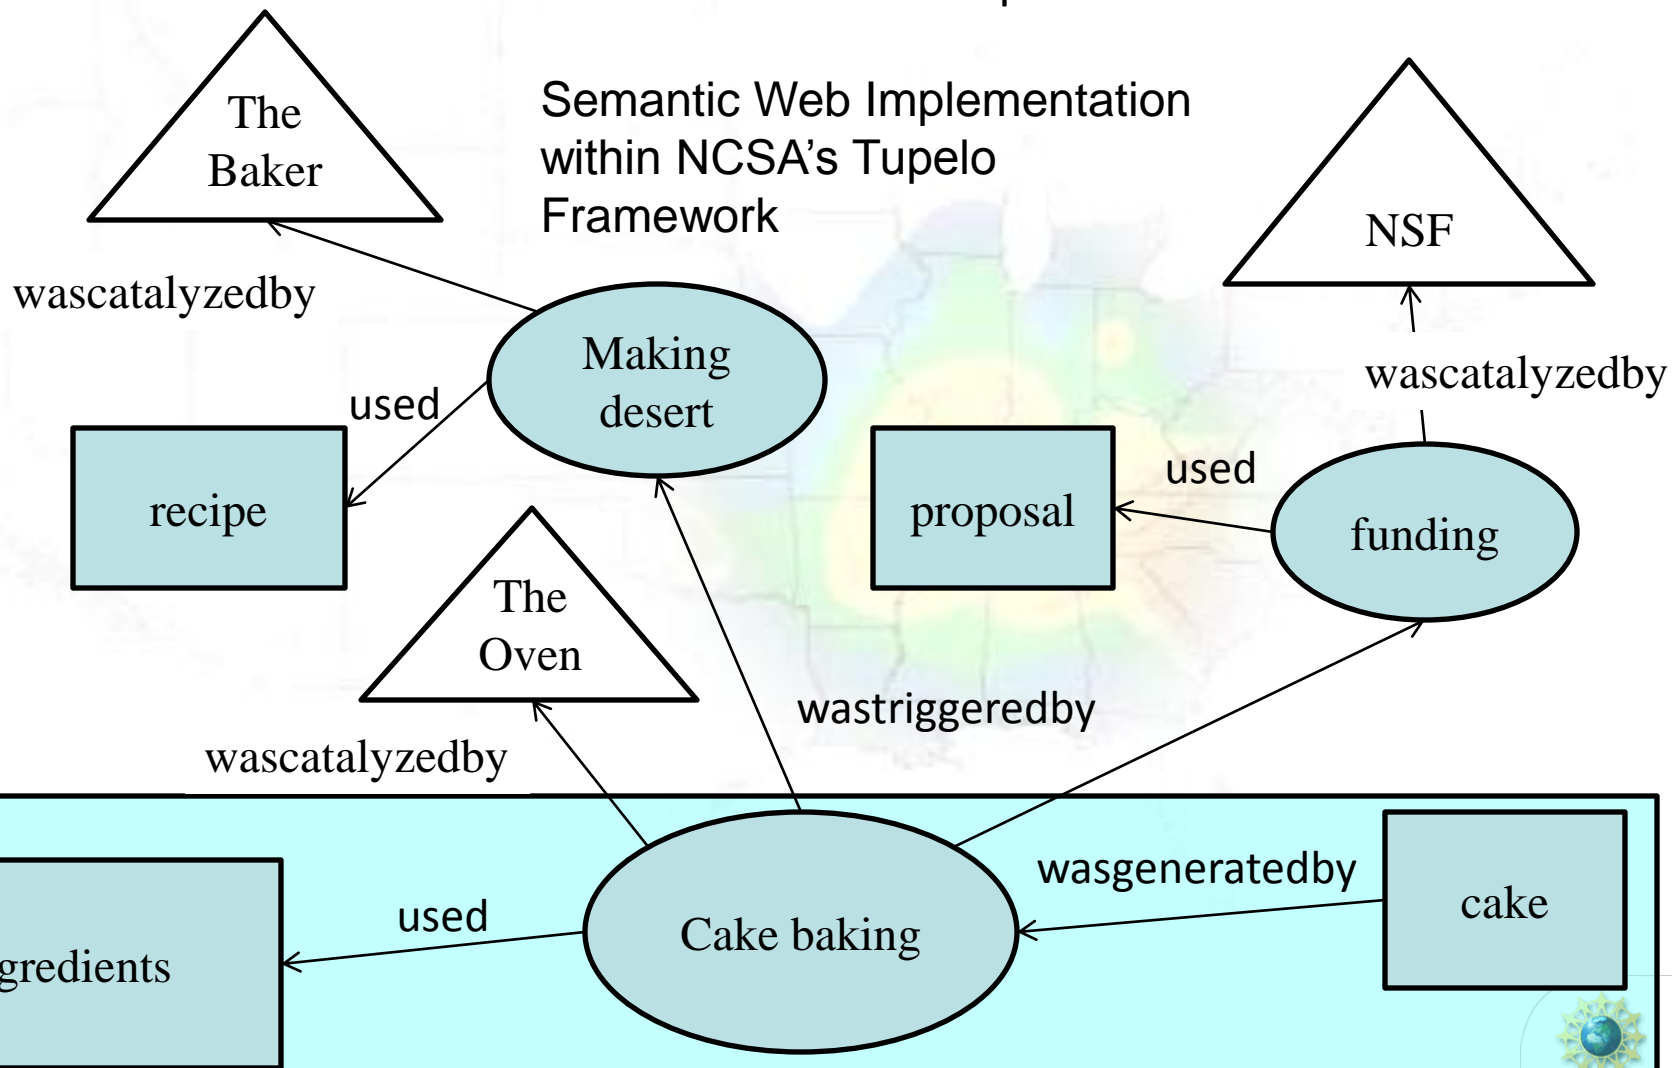 The
Baker
Semantic Web Implementation
within NCSA's Tupelo
Framework
NSF
wascatalyzedby
Making
desert
wascatalyzedby
used
recipe
proposal
used
funding
The
Oven
wastriggeredby
wascatalyzedby
wasgeneratedby
cake
used
Cake baking
gredients